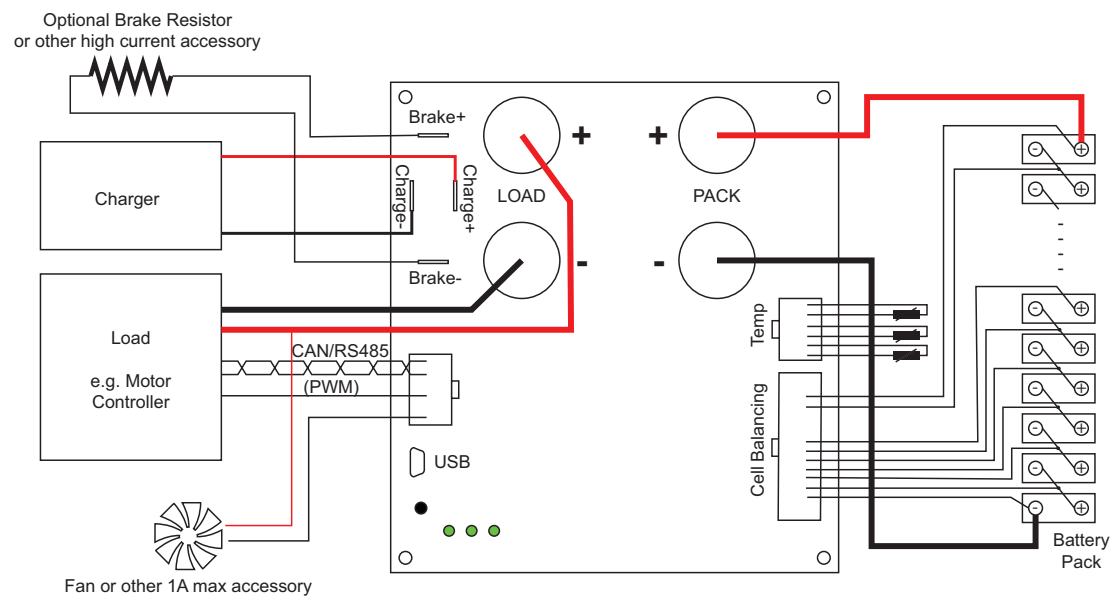 Optional Brake Resistor
or other high current accessory
Brake+
+
+
Charger
Charge-
Charge+
LOAD
PACK
Brake-
-
-
Load
e.g. Motor
Controller
CAN/RS485
(PWM)
Temp
Cell Balancing
USB
Fan or other 1A max accessory
- +
- +
-
-
-
-
- +
- +
- +
- +
- +
- +
Battery
Pack